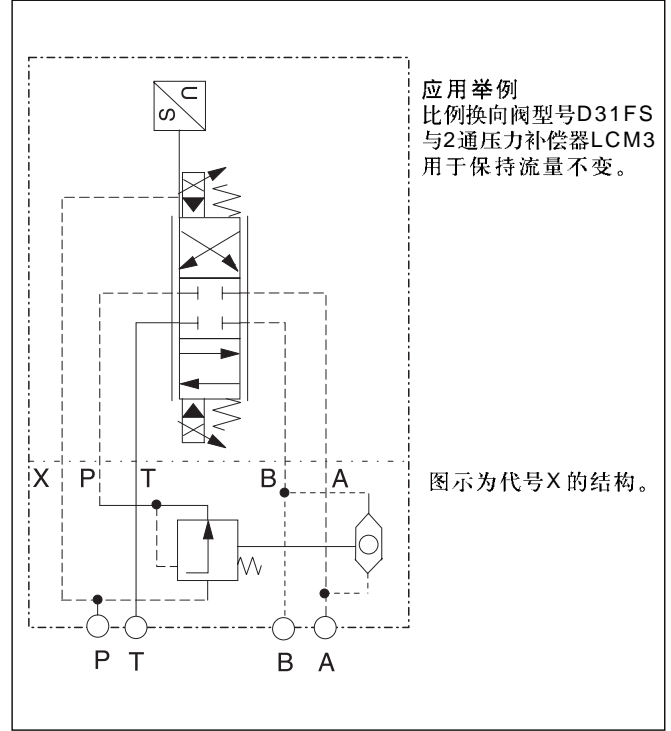 U
S
应用举例
比例换向阀型号D31FS
与2通压力补偿器LCM3
用于保持流量不变。
X P T B A
图示为代号X的结构。
P T B A